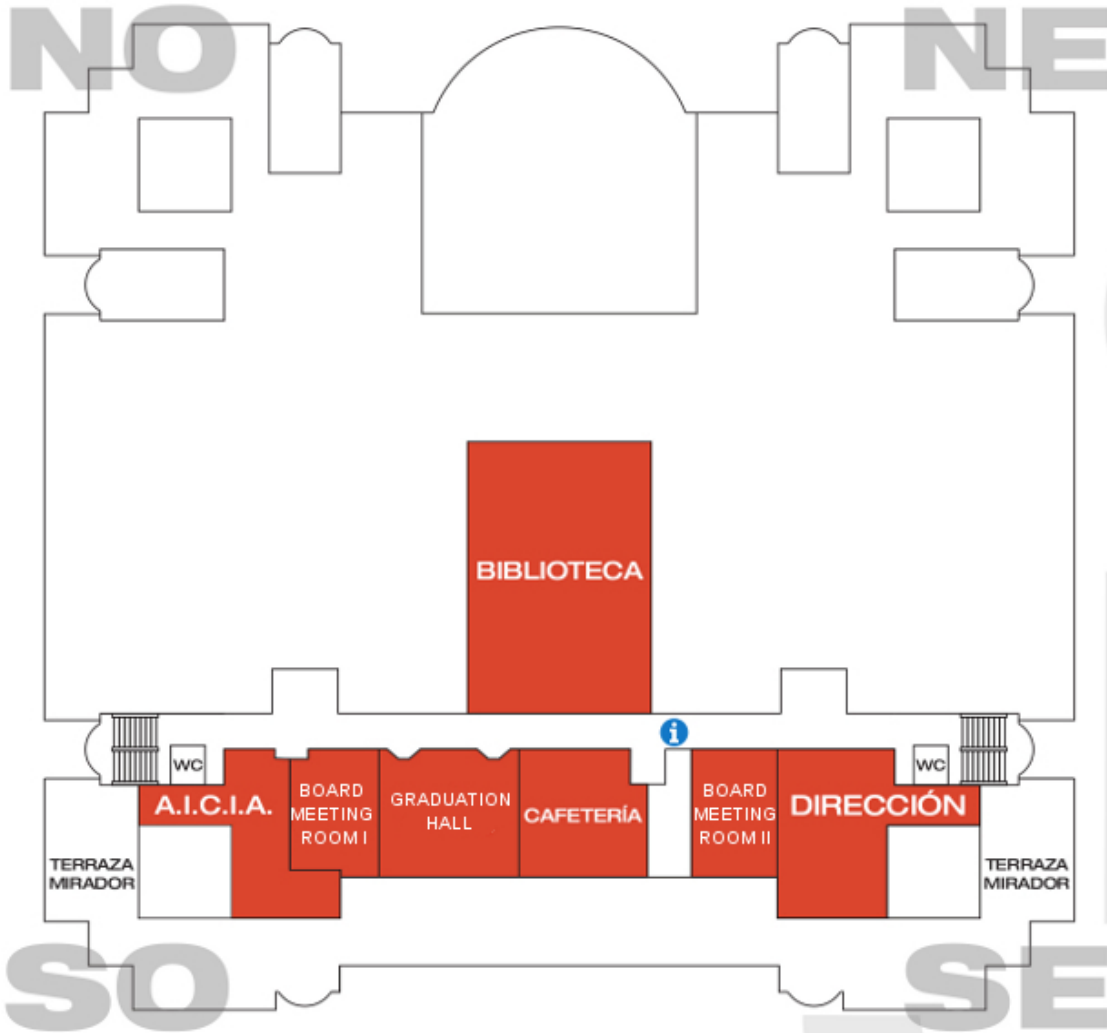 NO
NE
BIBLIOTECA
i
WC
WC
A.I.C.I.A.
BOARD
MEETING
ROOM I
GRADUATION
HALL
CAFETERÍA
BOARD
MEETING
ROOM II
DIRECCIÓN
TERRAZA
MIRADOR
TERRAZA
MIRADOR
SO
SE